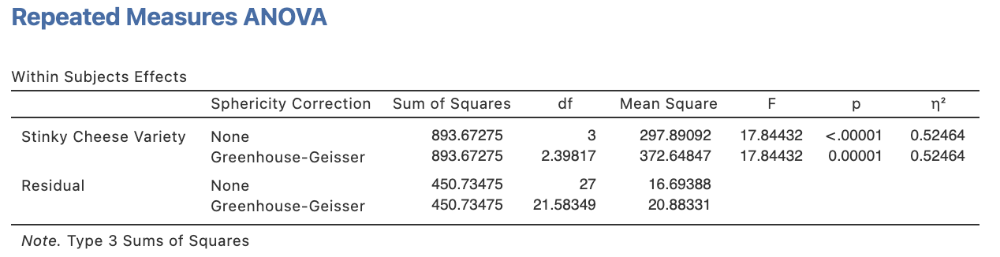 Repeated Measures ANOVA
Within Subjects Effects
Sphericity Correction Sum of Squares df Mean Square F p η²
Stinky Cheese Variety None 893.67275 3 297.89092 17.84432 <.00001 0.52464
Greenhouse-Geisser 893.67275 2.39817 372.64847 17.84432 0.00001 0.52464
Residual None 450.73475 27 16.69388
Greenhouse-Geisser 450.73475 21.58349 20.88331
Note. Type 3 Sums of Squares